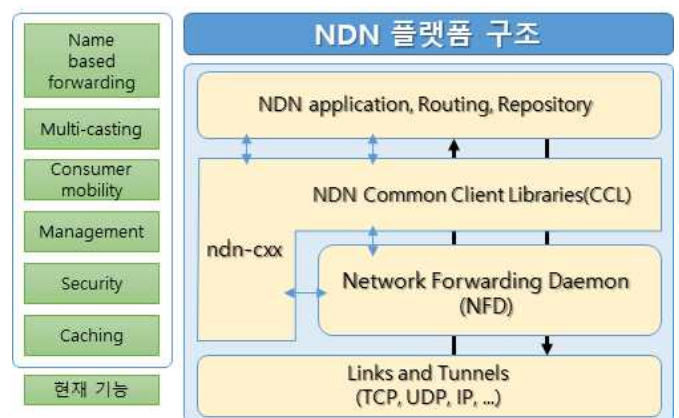 Name
based
forwarding
Multi-casting
Consumer
mobility
Management
Security
Caching
현재 기능
NDN 플랫폼 구조
NDN application, Routing, Repository
NDN Common Client Libraries(CCL)
ndn-cxx
Network Forwarding Daemon
(NFD)
Links and Tunnels
(TCP, UDP, IP, ...)